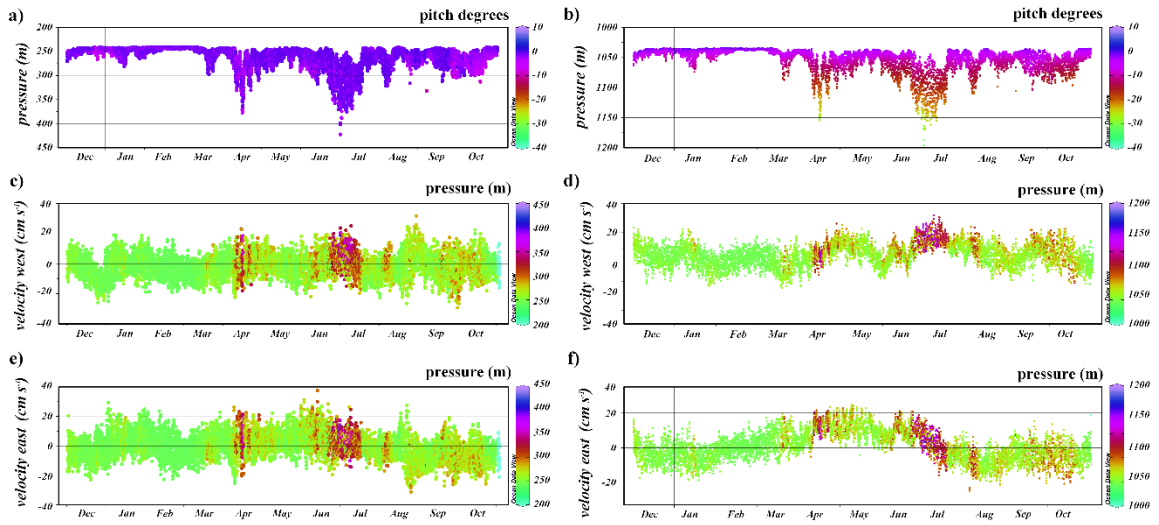 a)
pitch degrees
pressure (m)
200
250
300
350
400
450
Dec Jan Feb Mar Apr May Jun Jul Aug Sep Oct
10
0
-10
-20
-30
-40
Ocean Data View
b)
pitch degrees
pressure (m)
1000
1050
1100
1150
1200
Dec Jan Feb Mar Apr May Jun Jul Aug Sep Oct
10
0
-10
-20
-30
-40
Ocean Data View
c)
pressure (m)
velocity west (cm s⁻¹)
40
20
0
-20
-40
Dec Jan Feb Mar Apr May Jun Jul Aug Sep Oct
450
400
350
300
250
200
Ocean Data View
d)
pressure (m)
velocity west (cm s⁻¹)
40
20
0
-20
-40
Dec Jan Feb Mar Apr May Jun Jul Aug Sep Oct
1200
1150
1100
1050
1000
Ocean Data View
e)
pressure (m)
velocity east (cm s⁻¹)
40
20
0
-20
-40
Dec Jan Feb Mar Apr May Jun Jul Aug Sep Oct
450
400
350
300
250
200
Ocean Data View
f)
pressure (m)
velocity east (cm s⁻¹)
40
20
0
-20
Dec Jan Feb Mar Apr May Jun Jul Aug Sep Oct
1200
1150
1100
1050
1000
Ocean Data View